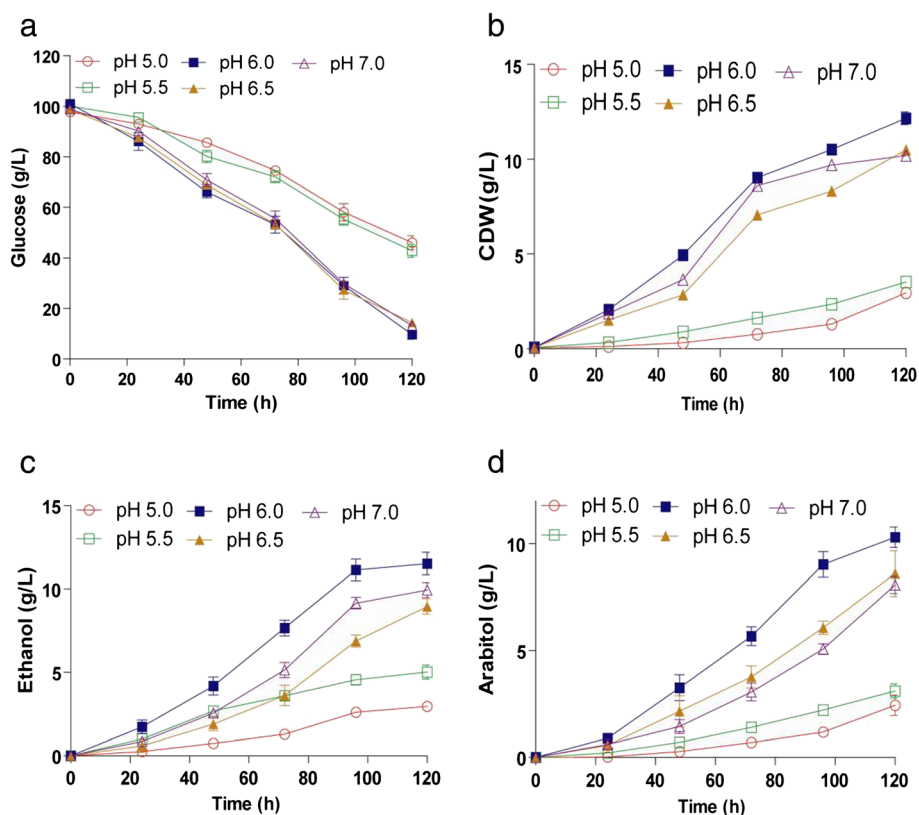 a
pH 5.0 pH 6.0 pH 7.0
pH 5.5 pH 6.5
Glucose (g/L)
120
100
80
60
40
20
0
0 20 40 60 80 100 120
Time (h)
b
pH 5.0 pH 6.0 pH 7.0
pH 5.5 pH 6.5
CDW(g/L)
15
10
5
0
0 20 40 60 80 100 120
Time (h)
c
pH 5.0 pH 6.0 pH 7.0
pH 5.5 pH 6.5
Ethanol (g/L)
15
10
5
0
0 20 40 60 80 100 120
Time (h)
d
pH 5.0 pH 6.0 pH 7.0
pH 5.5 pH 6.5
Arabitol (g/L)
10
5
0
0 20 40 60 80 100 120
Time (h)